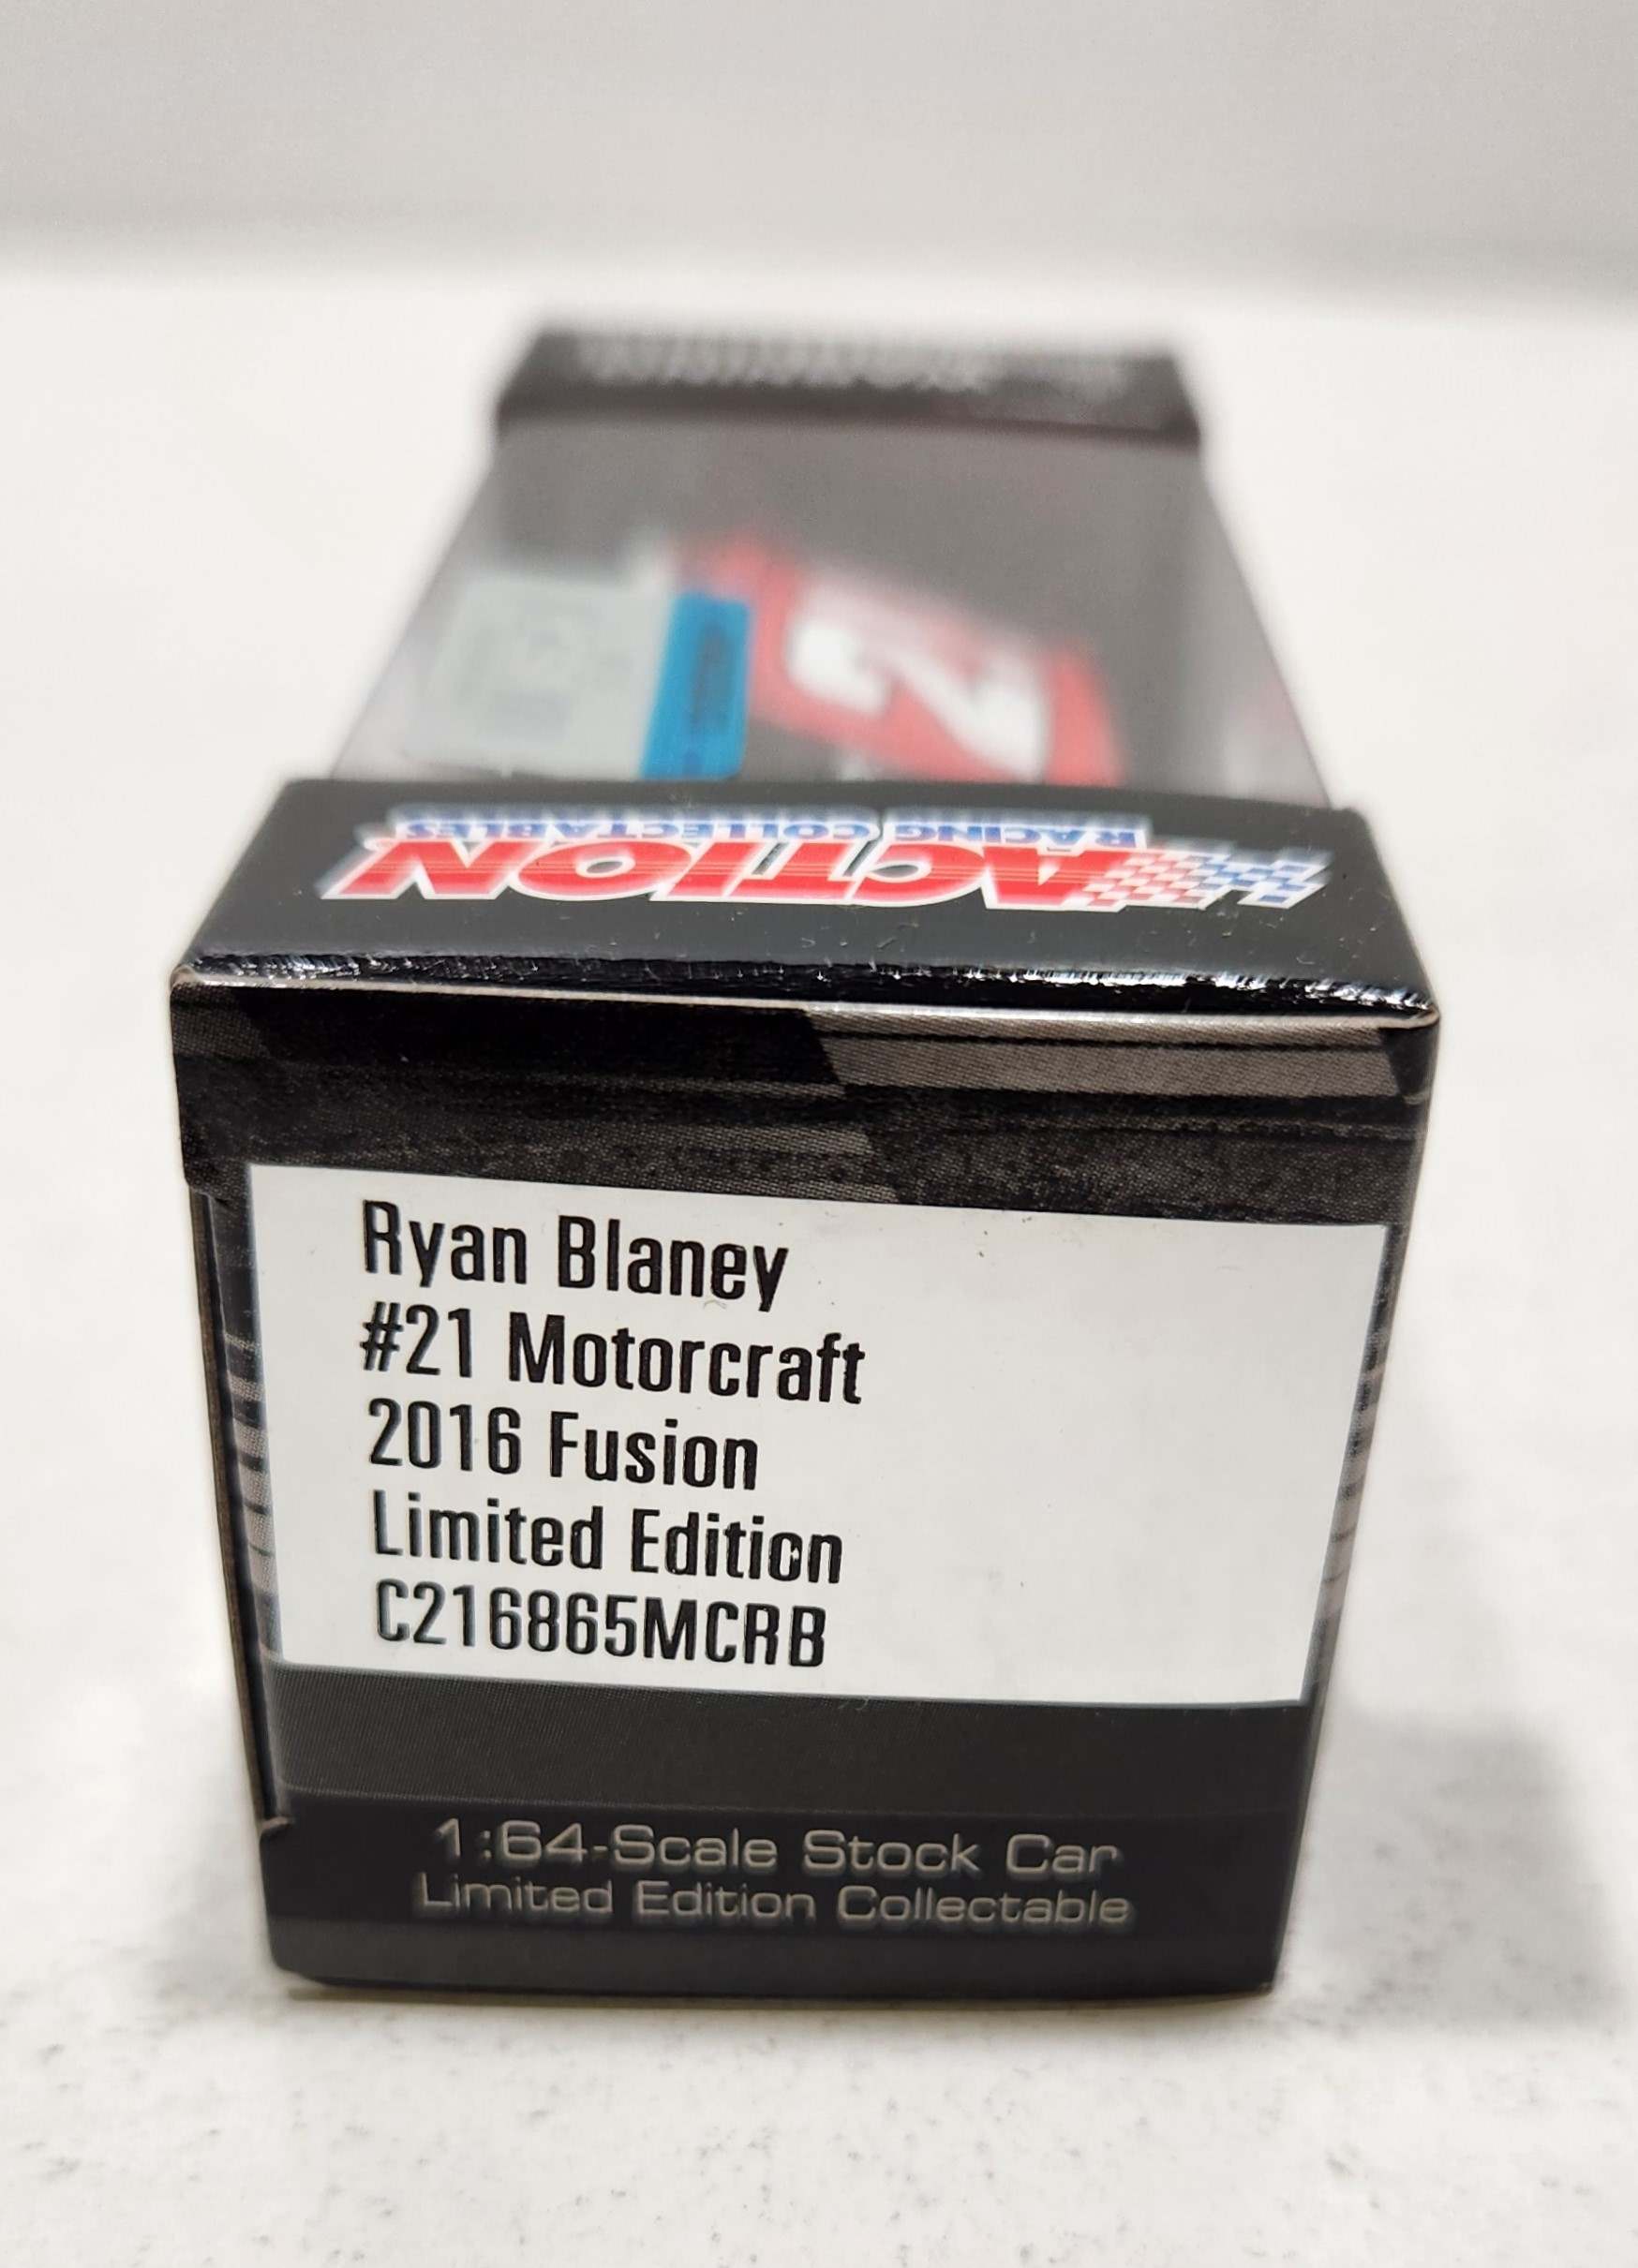 ACTION
RACING COLLECTABLES
Ryan Blaney
#21 Motorcraft
2016 Fusion
Limited Edition
C216865MCRB
1:64-Scale Stock Car
Limited Edition Collectable